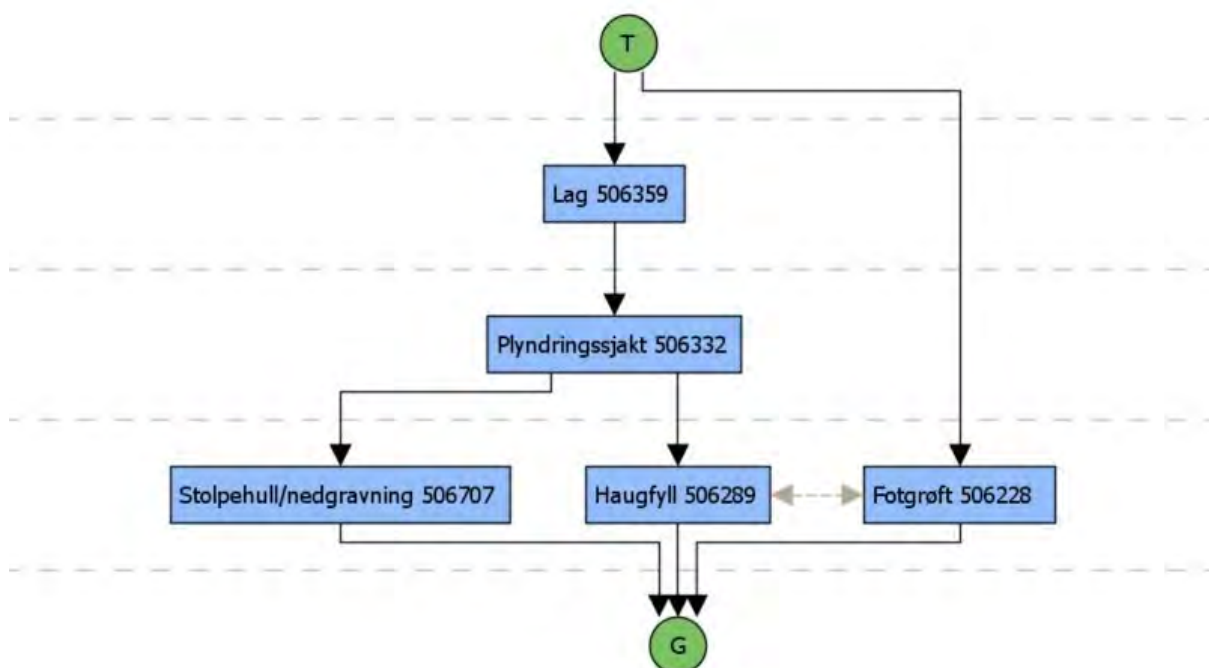 T
Lag 506359
Plyndringssjakt 506332
Stolpehull/nedgravning 506707
Haugfyll 506289
Fotgrøft 506228
G